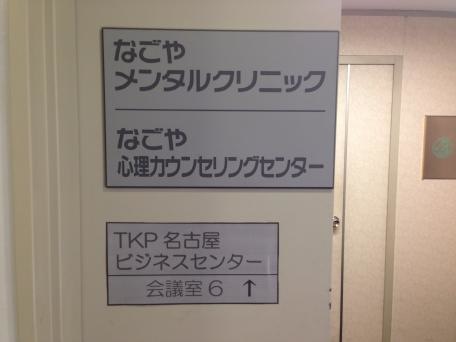 なごや
メンタルクリニック
なごや
心理カウンセリングセンター
TKP 名古屋
ビジネスセンター
会議室 6 ↑